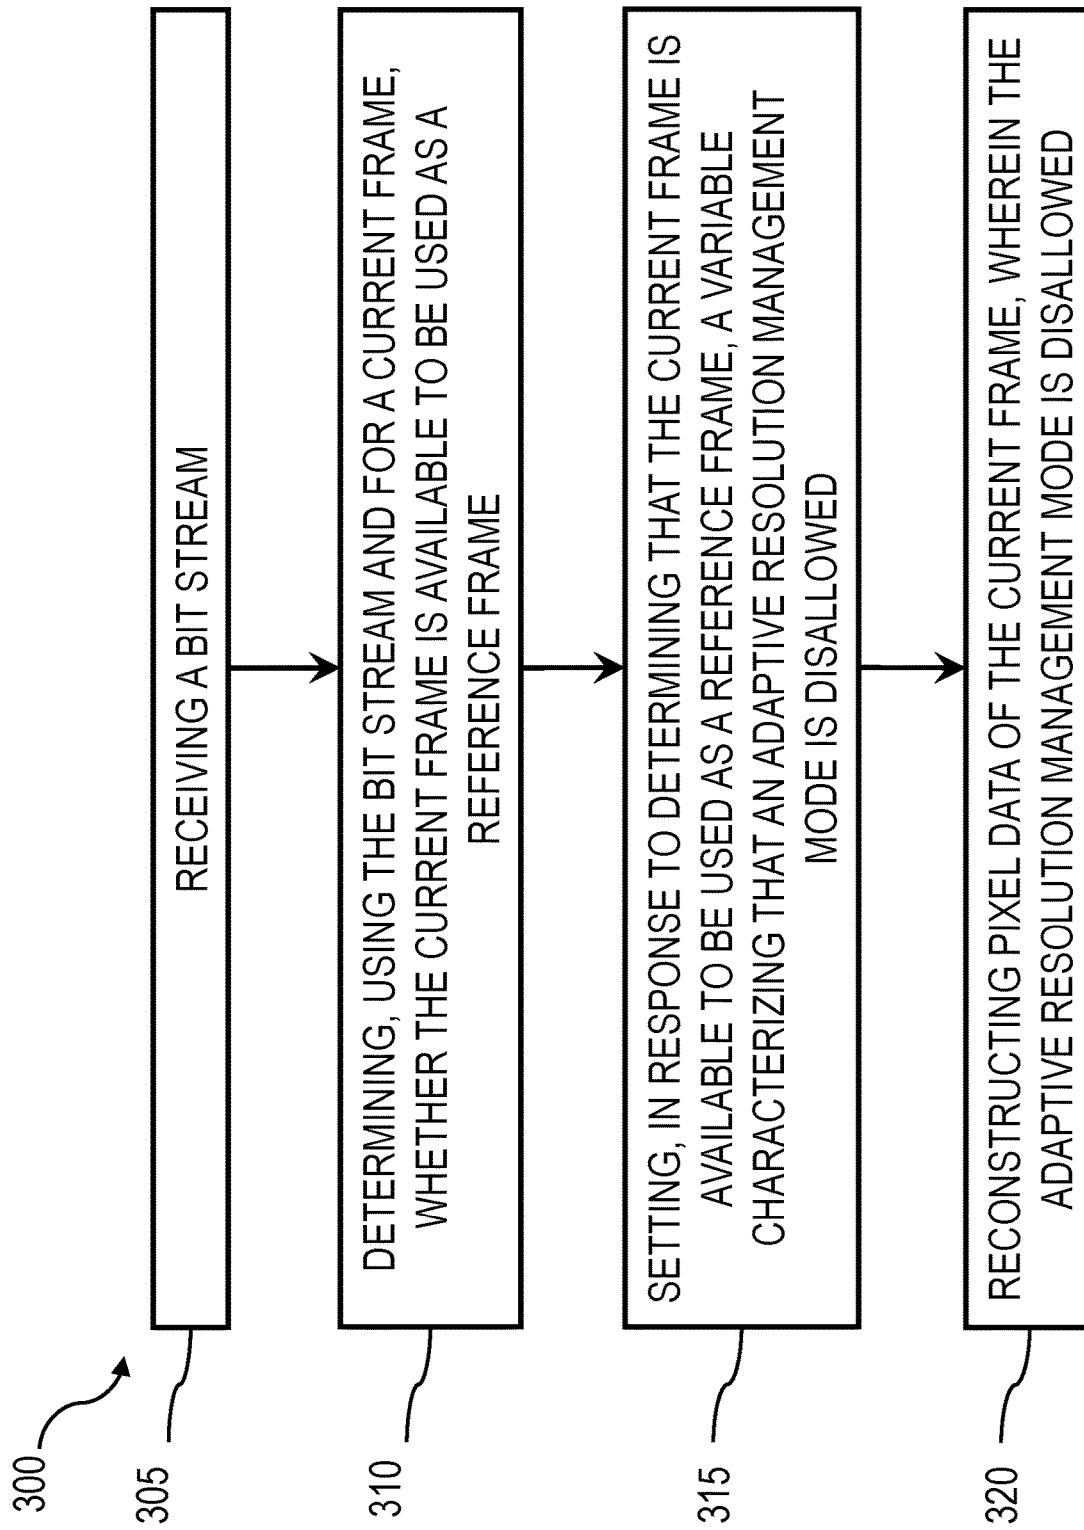 300
305
RECEIVING A BIT STREAM
310
DETERMINING, USING THE BIT STREAM AND FOR A CURRENT FRAME,
WHETHER THE CURRENT FRAME IS AVAILABLE TO BE USED AS A
REFERENCE FRAME
315
SETTING, IN RESPONSE TO DETERMINING THAT THE CURRENT FRAME IS
AVAILABLE TO BE USED AS A REFERENCE FRAME, A VARIABLE
CHARACTERIZING THAT AN ADAPTIVE RESOLUTION MANAGEMENT
MODE IS DISALLOWED
320
RECONSTRUCTING PIXEL DATA OF THE CURRENT FRAME, WHEREIN THE
ADAPTIVE RESOLUTION MANAGEMENT MODE IS DISALLOWED